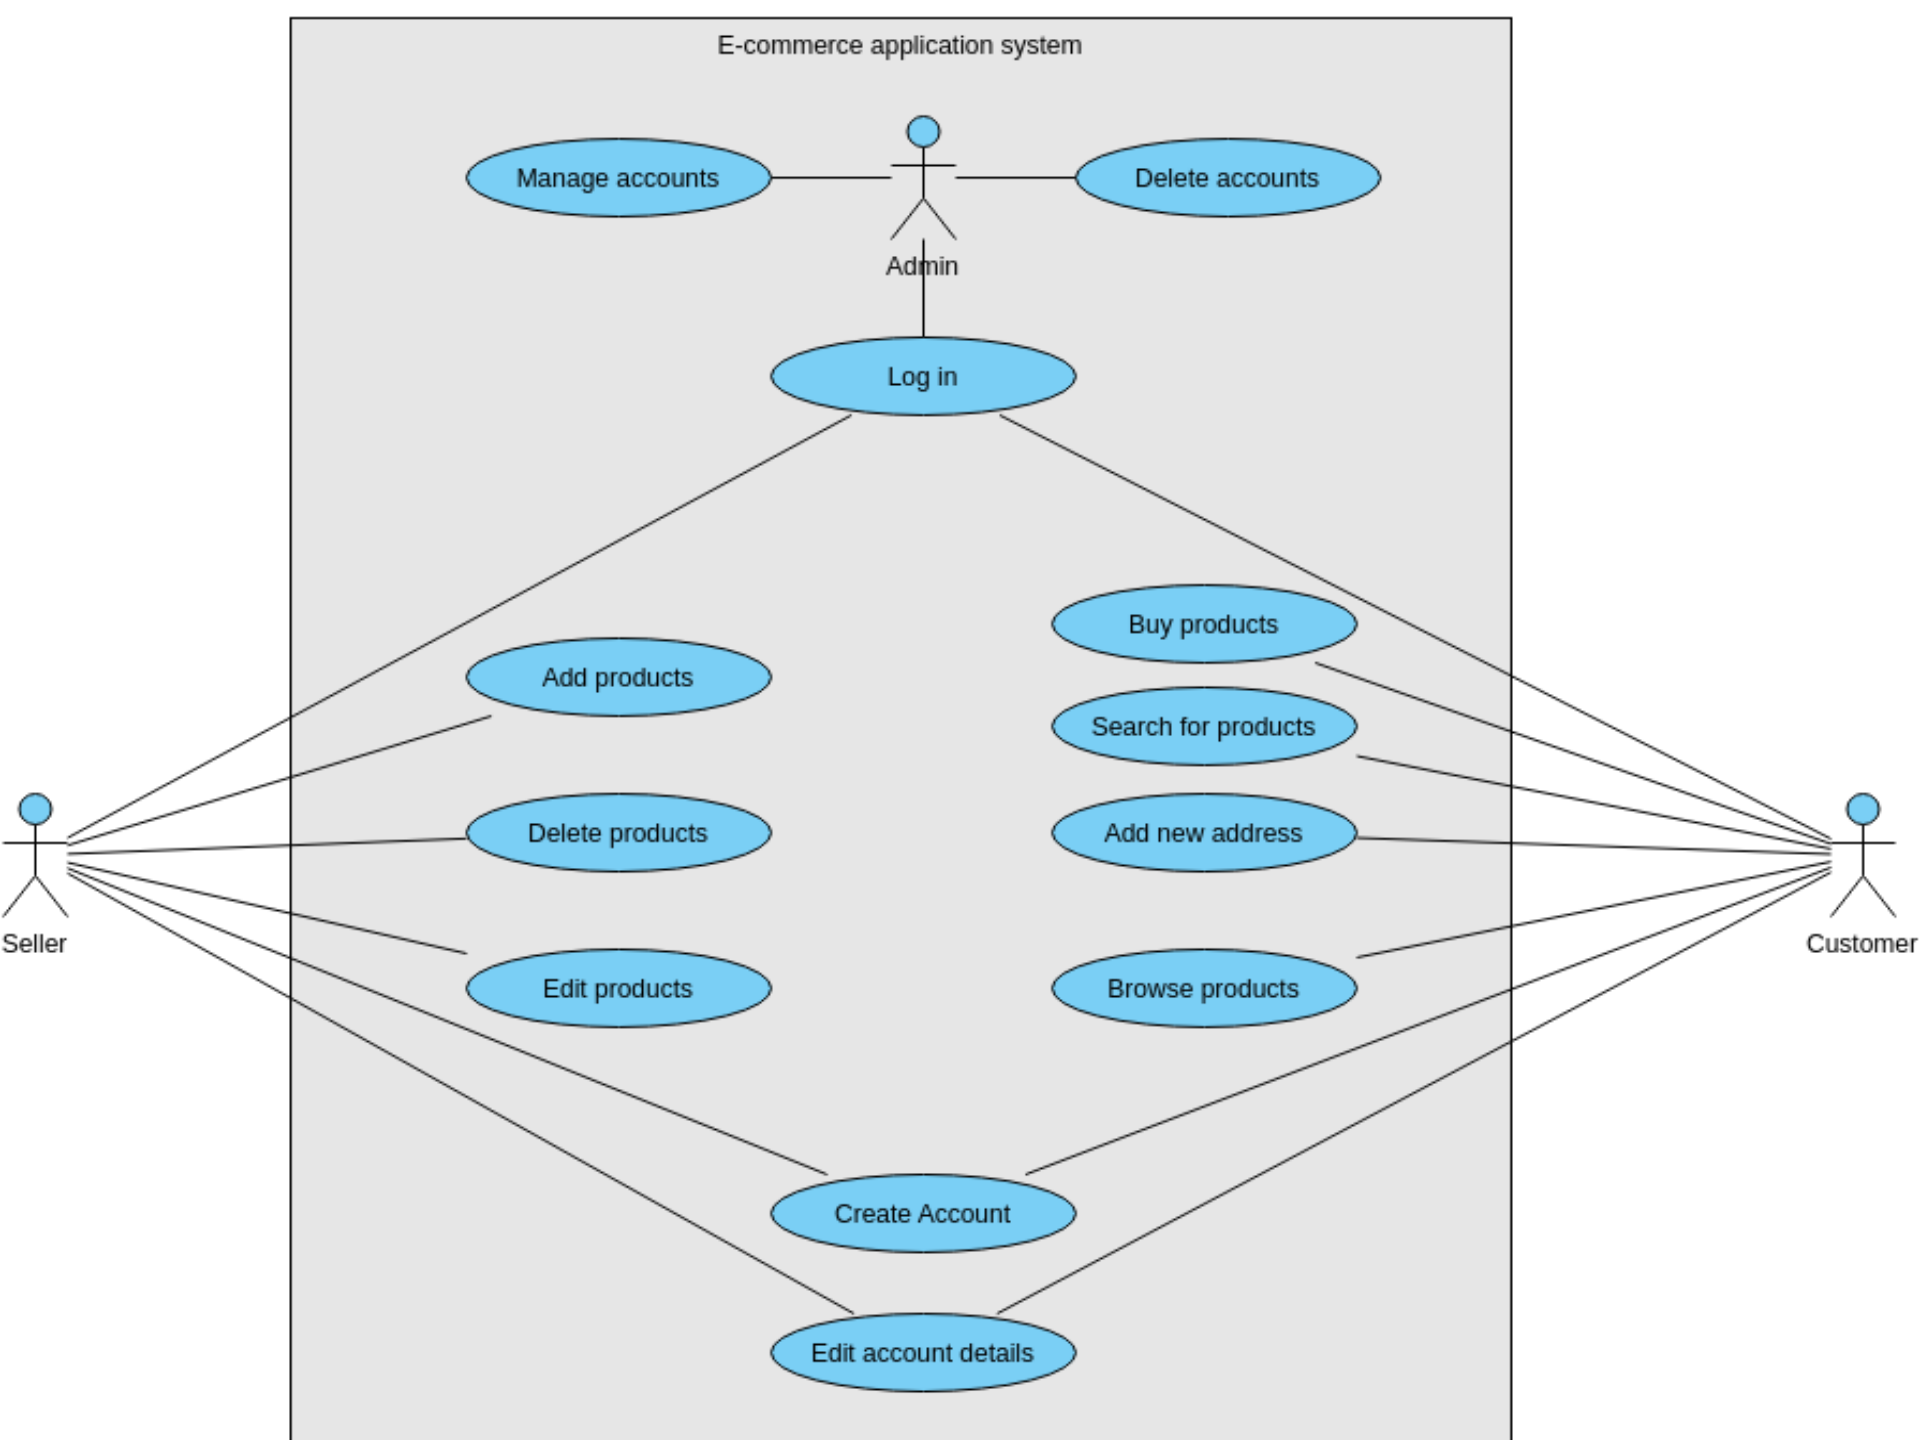 E-commerce application system
Manage accounts
Delete accounts
Admin
Log in
Buy products
Add products
Search for products
Delete products
Add new address
Seller
Customer
Edit products
Browse products
Create Account
Edit account details